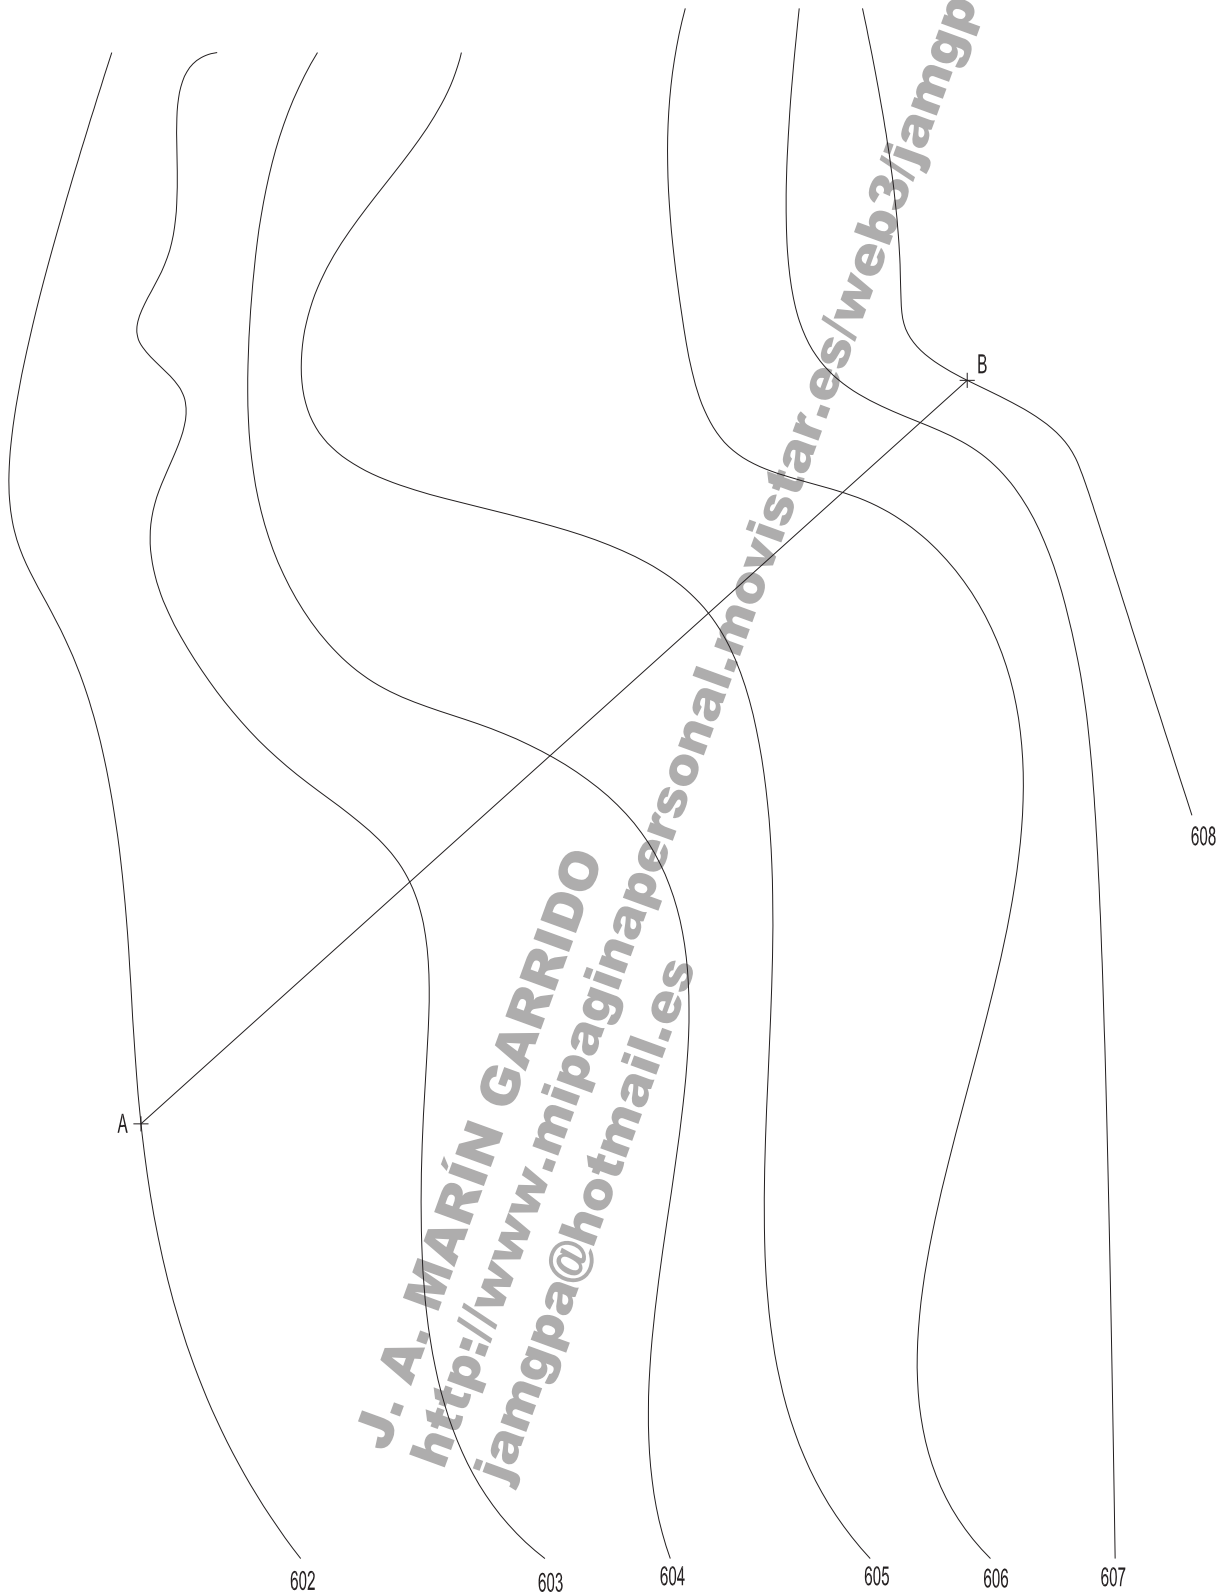 B
608
A
J. A. MARÍN GARRIDO
http://www.mipaginapersonal.movistar.es/web3/jamgp
jamgpa@hotmail.es
602
603
604
605
606
607